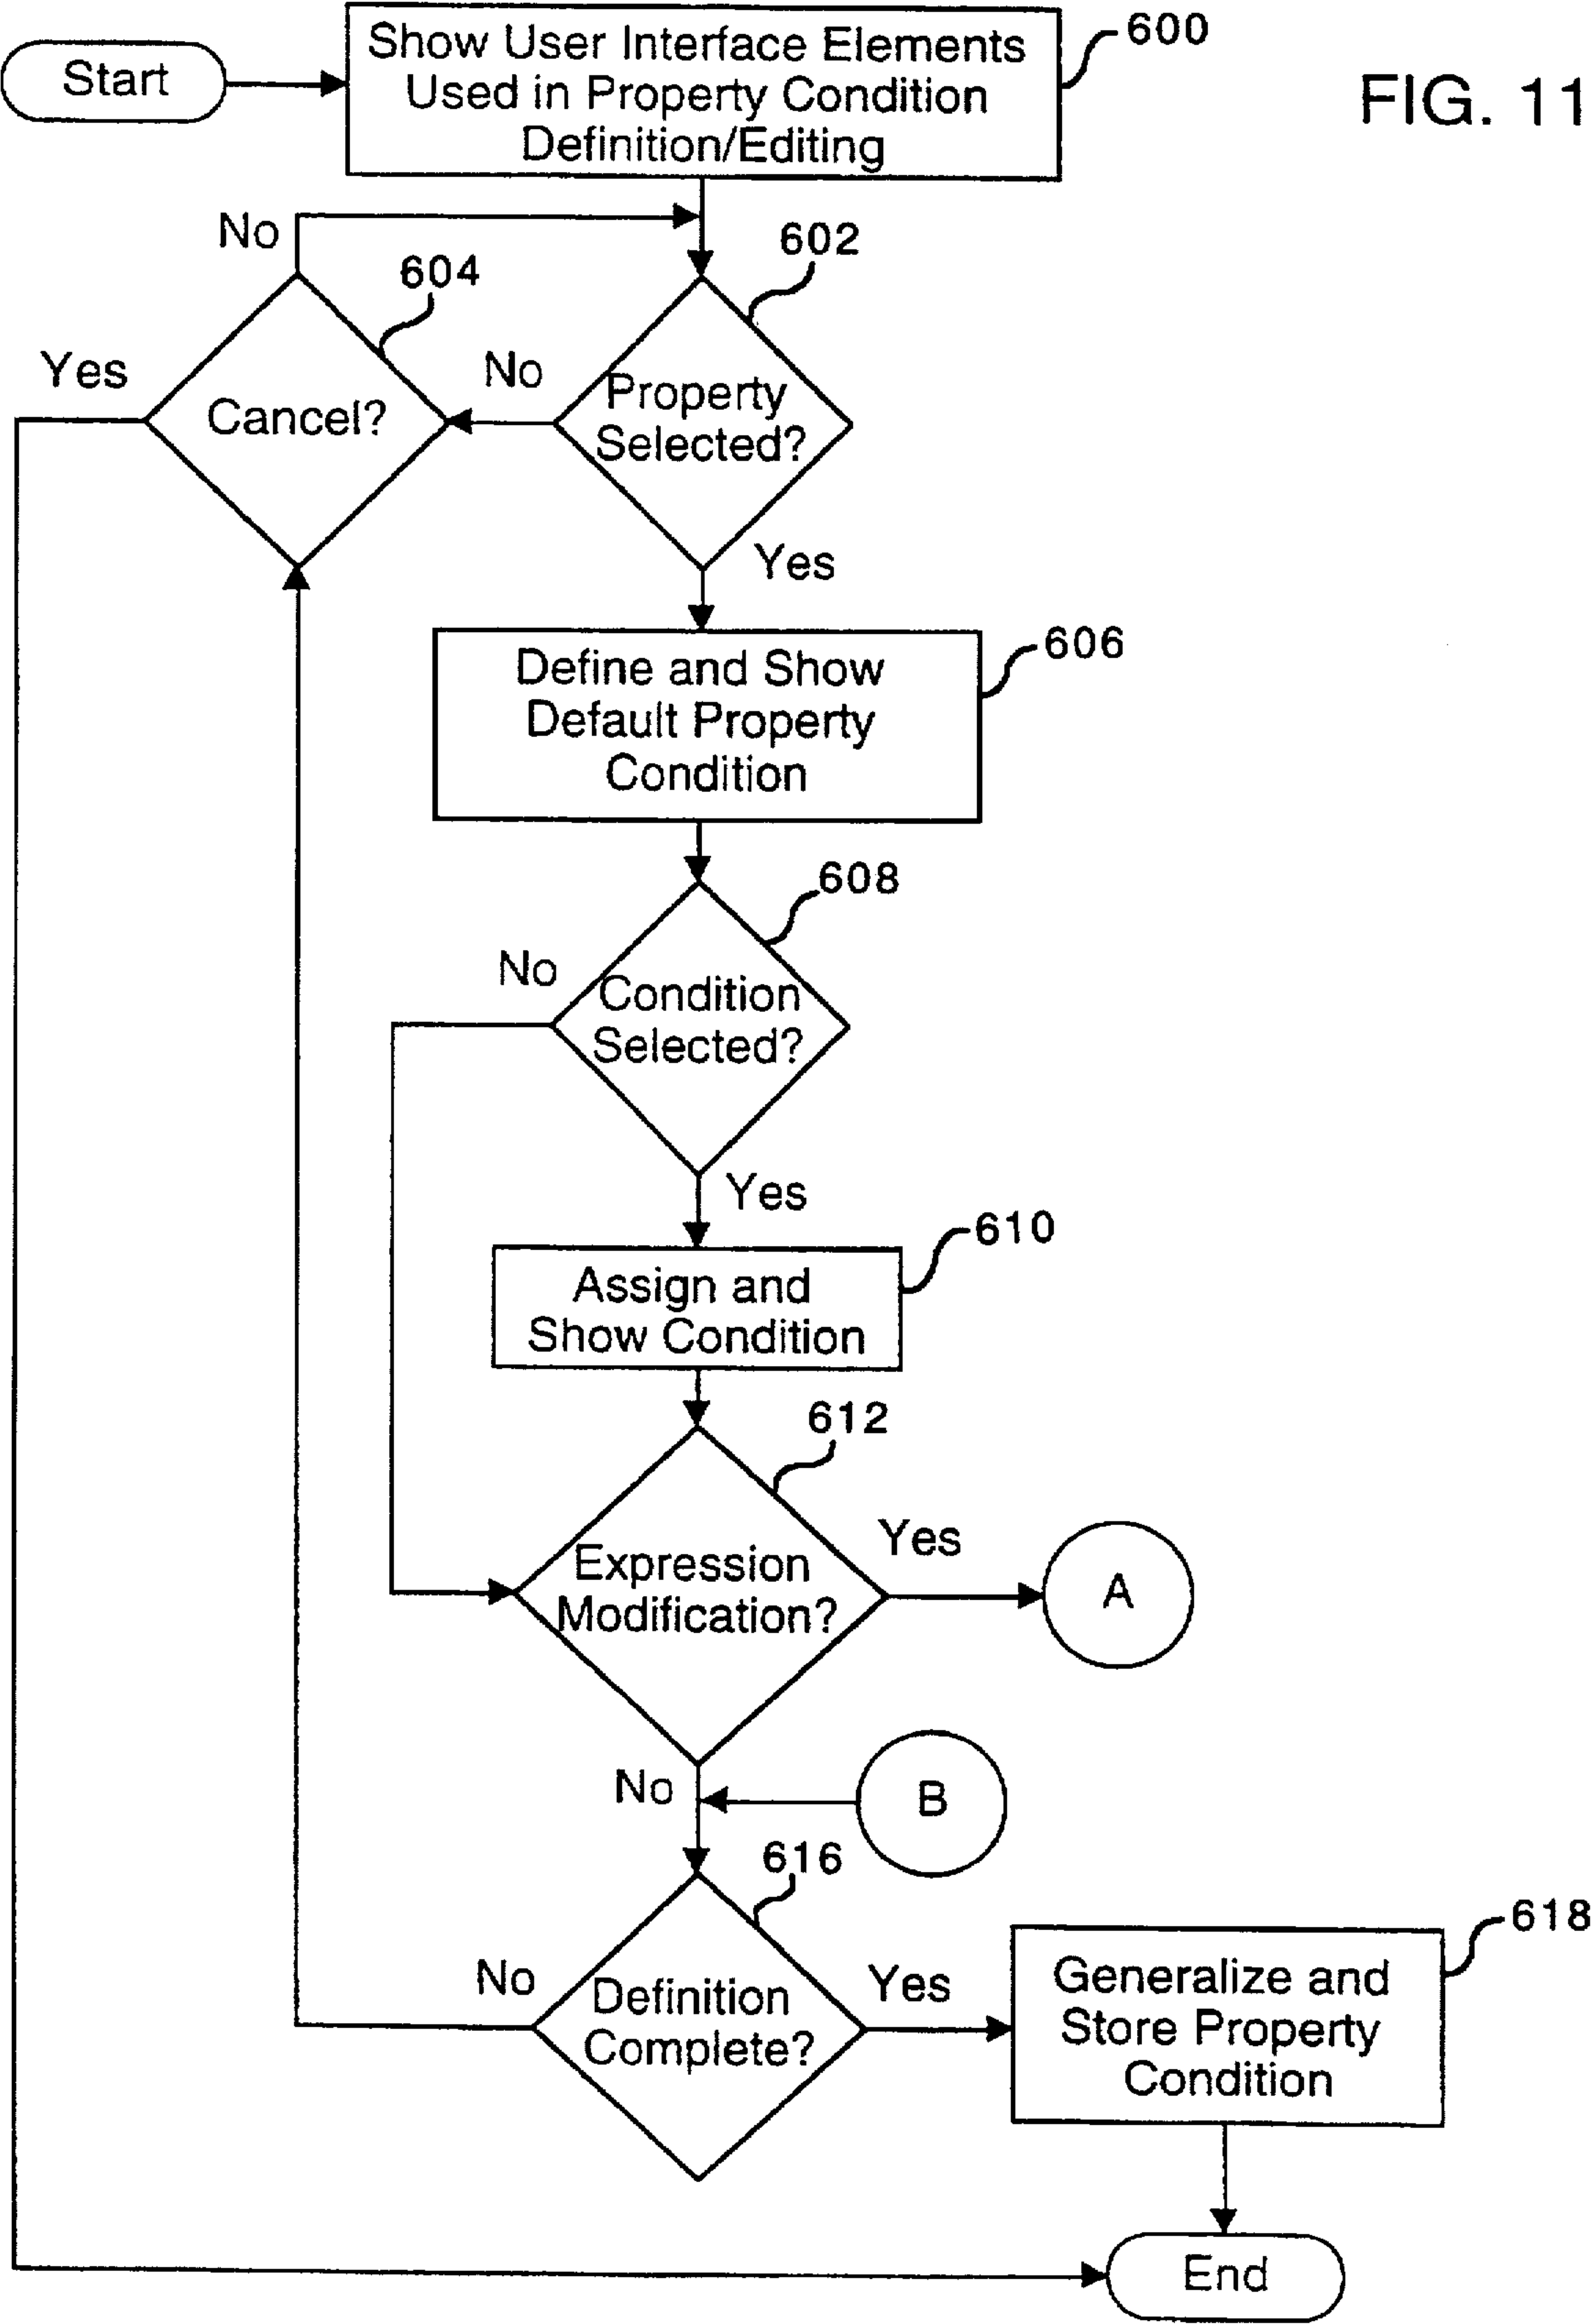 FIG. 11
Start
Show User Interface Elements
Used in Property Condition
Definition/Editing
600
No
602
604
Yes
Cancel?
No
Property
Selected?
Yes
Define and Show
Default Property
Condition
606
608
No
Condition
Selected?
Yes
610
Assign and
Show Condition
612
Expression
Modification?
Yes
A
No
B
616
No
Definition
Complete?
Yes
618
Generalize and
Store Property
Condition
End